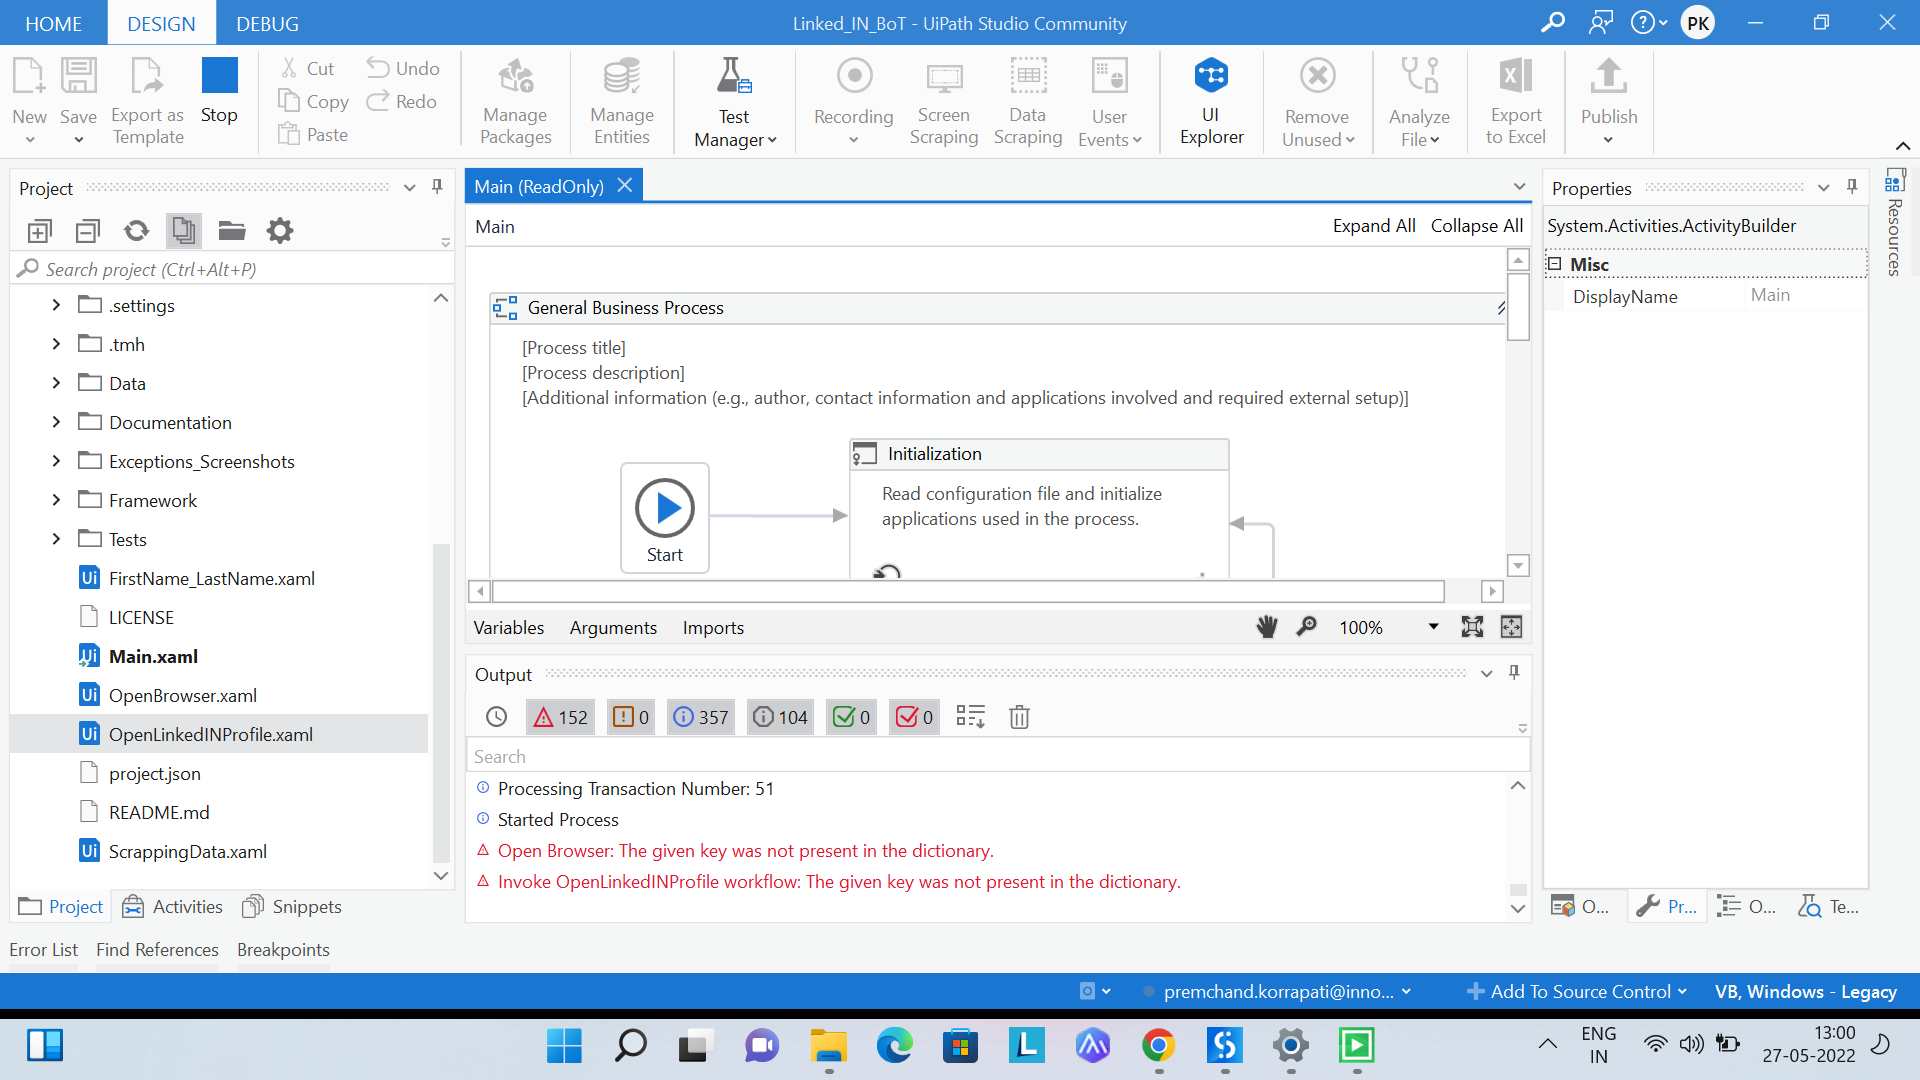 HOME DESIGN DEBUG
Linked_IN_BoT - UiPath Studio Community
PK
New
Save
Export as
Template
Stop
Cut
Copy
Paste
Undo
Redo
Manage
Packages
Manage
Entities
Test
Manager
Recording
Screen
Scraping
Data
Scraping
User
Events
UI
Explorer
Remove
Unused
Analyze
File
Export
to Excel
Publish
Project
Search project (Ctrl+Alt+P)
.settings
.tmh
Data
Documentation
Exceptions_Screenshots
Framework
Tests
FirstName_LastName.xaml
LICENSE
Main.xaml
OpenBrowser.xaml
OpenLinkedINProfile.xaml
project.json
README.md
ScrappingData.xaml
Project Activities Snippets
Main (ReadOnly)
Main
Expand All Collapse All
General Business Process
[Process title]
[Process description]
[Additional information (e.g., author, contact information and applications involved and required external setup)]
Start
Initialization
Read configuration file and initialize
applications used in the process.
Variables Arguments Imports
100%
Output
152 0 357 104 0 0
Search
Processing Transaction Number: 51
Started Process
Open Browser: The given key was not present in the dictionary.
Invoke OpenLinkedINProfile workflow: The given key was not present in the dictionary.
Properties
System.Activities.ActivityBuilder
Misc
DisplayName Main
Resources
O... Pr... O... Te...
Error List Find References Breakpoints
premchand.korrapati@inno... Add To Source Control VB, Windows - Legacy
ENG
IN
13:00
27-05-2022